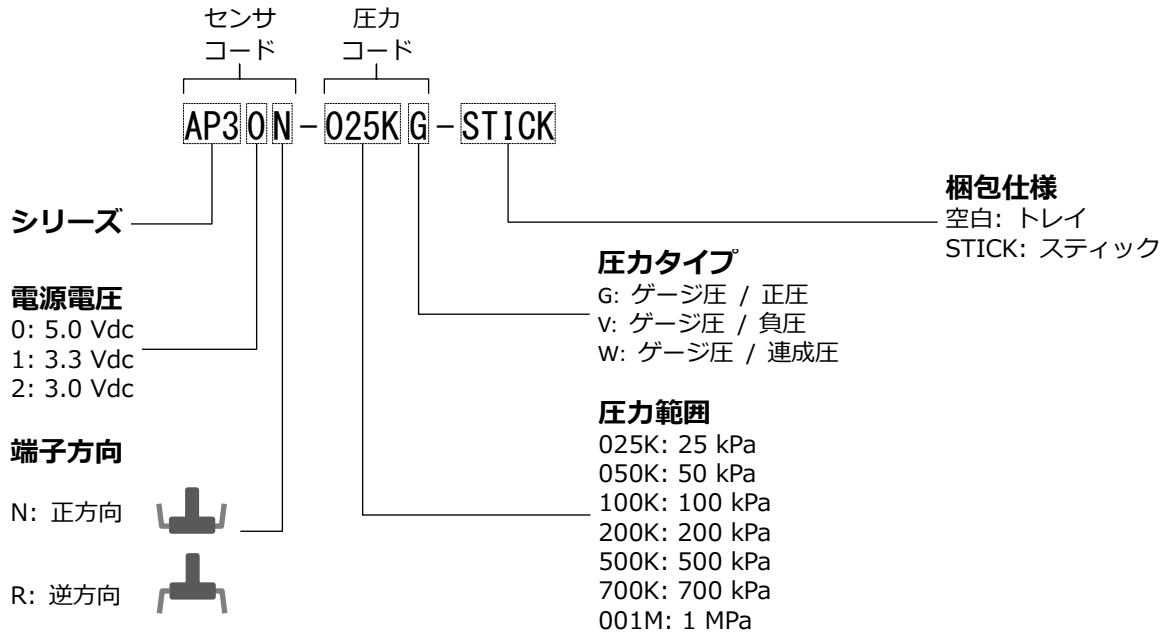 センサ
コード
圧力
コード
AP30N-025KG-STICK
シリーズ
電源電圧
0: 5.0 Vdc
1: 3.3 Vdc
2: 3.0 Vdc
端子方向
N: 正方向
R: 逆方向
圧力タイプ
G: ゲージ圧 / 正圧
V: ゲージ圧 / 負圧
W: ゲージ圧 / 連成圧
圧力範囲
025K: 25 kPa
050K: 50 kPa
100K: 100 kPa
200K: 200 kPa
500K: 500 kPa
700K: 700 kPa
001M: 1 MPa
梱包仕様
空白: トレイ
STICK: スティック